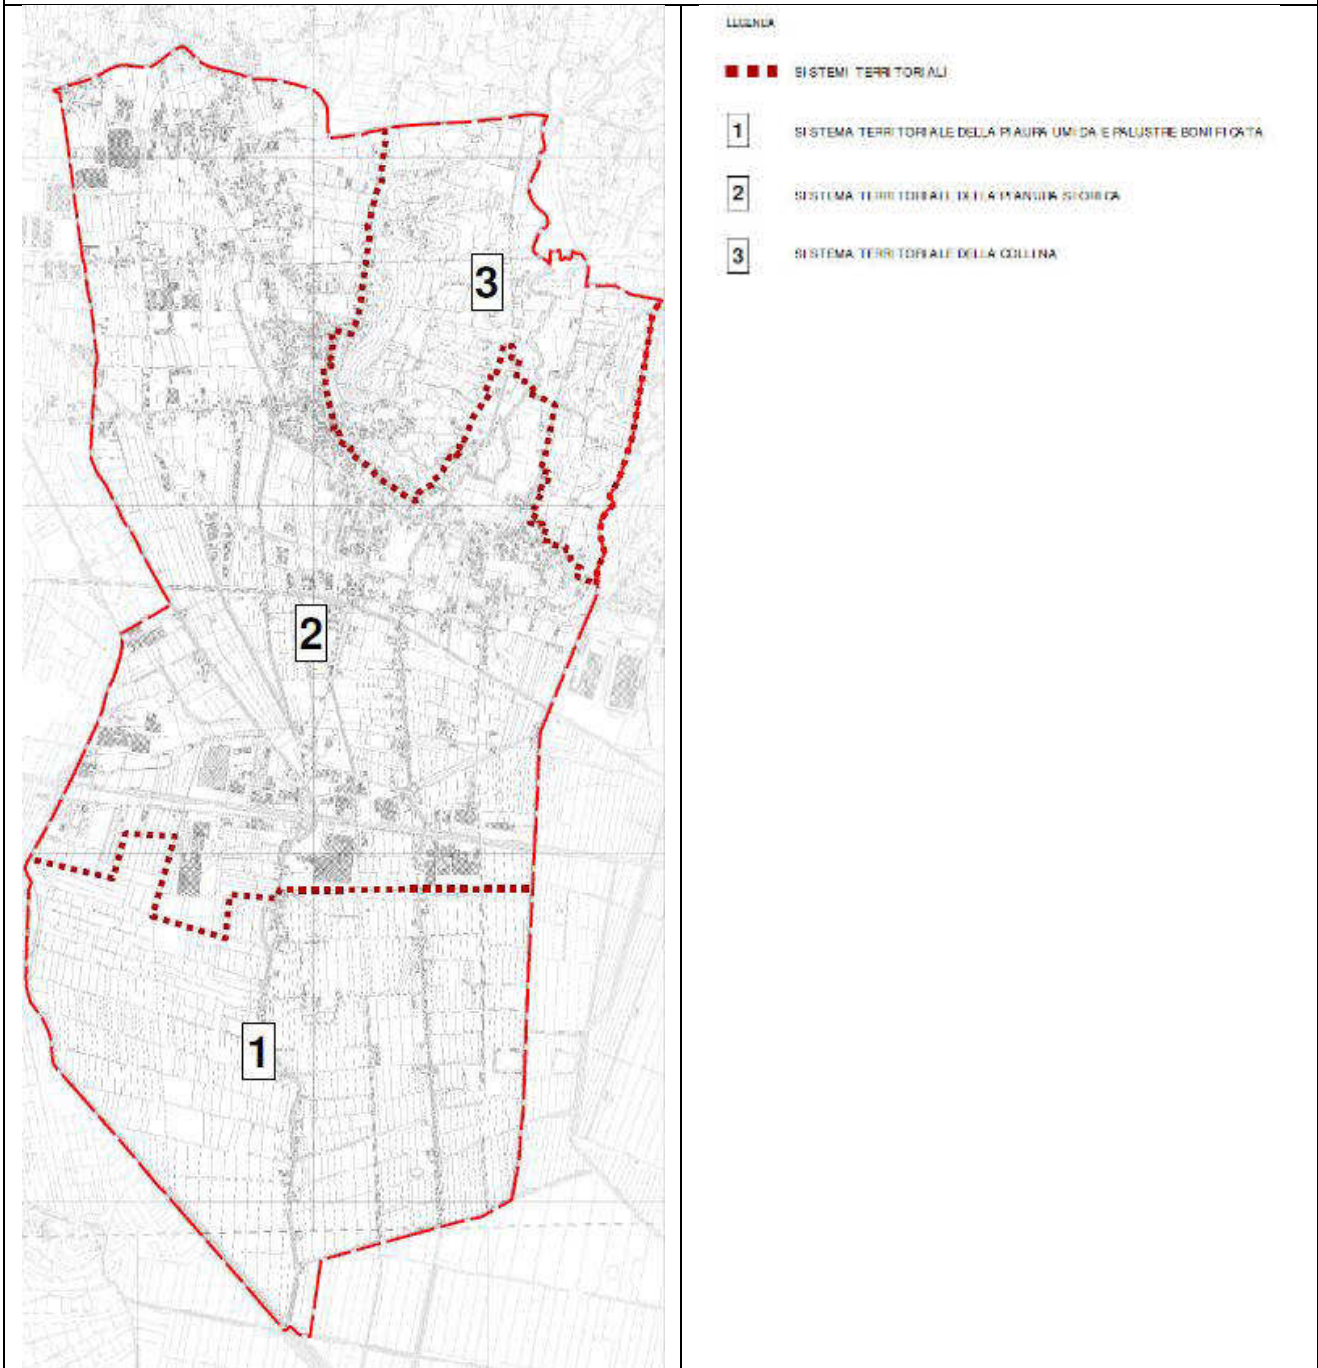 LEGENDA
SISTEMI TERRITORIALI
1 SISTEMA TERRITORIALE DELLA PIAURA UMIDA E PALUSTRE BONIFICATA
2 SISTEMA TERRITORIALE DELLA PIANURA STORICA
3 SISTEMA TERRITORIALE DELLA COLLINA
3
2
1